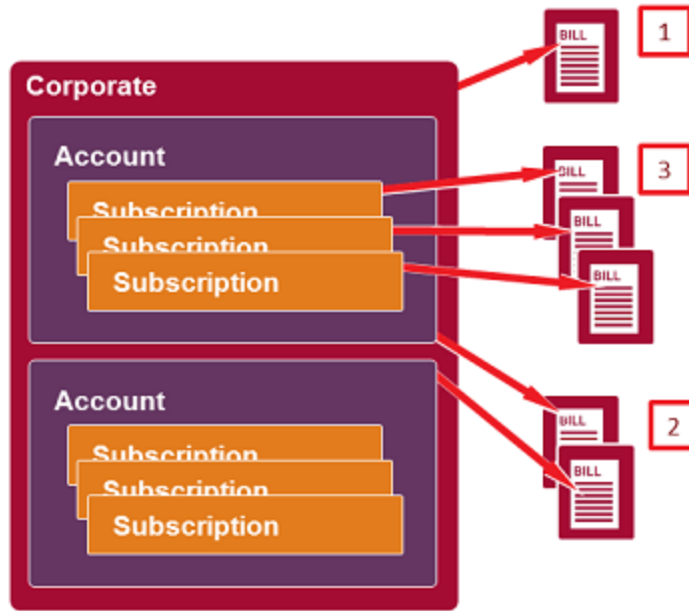 BILL
1
Corporate
Account
BILL
3
Subscription
BILL
Subscription
BILL
Subscription
Account
BILL
2
Subscription
BILL
Subscription
Subscription